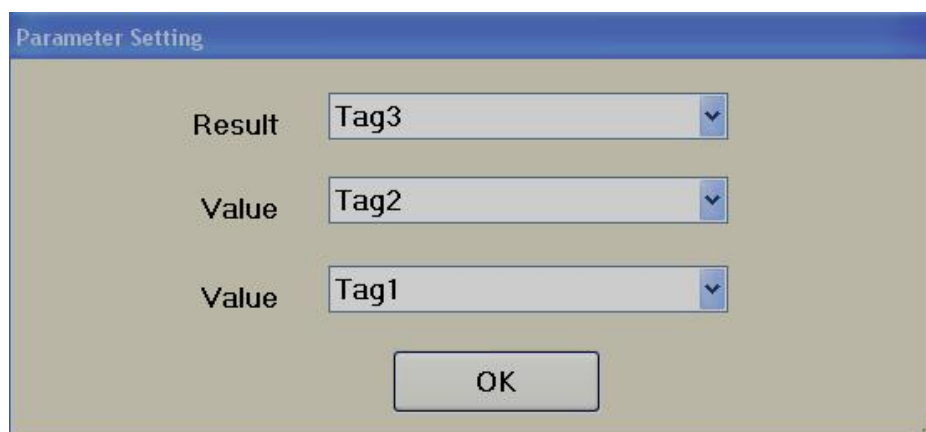 Parameter Setting
Result Tag3
Value Tag2
Value Tag1
OK